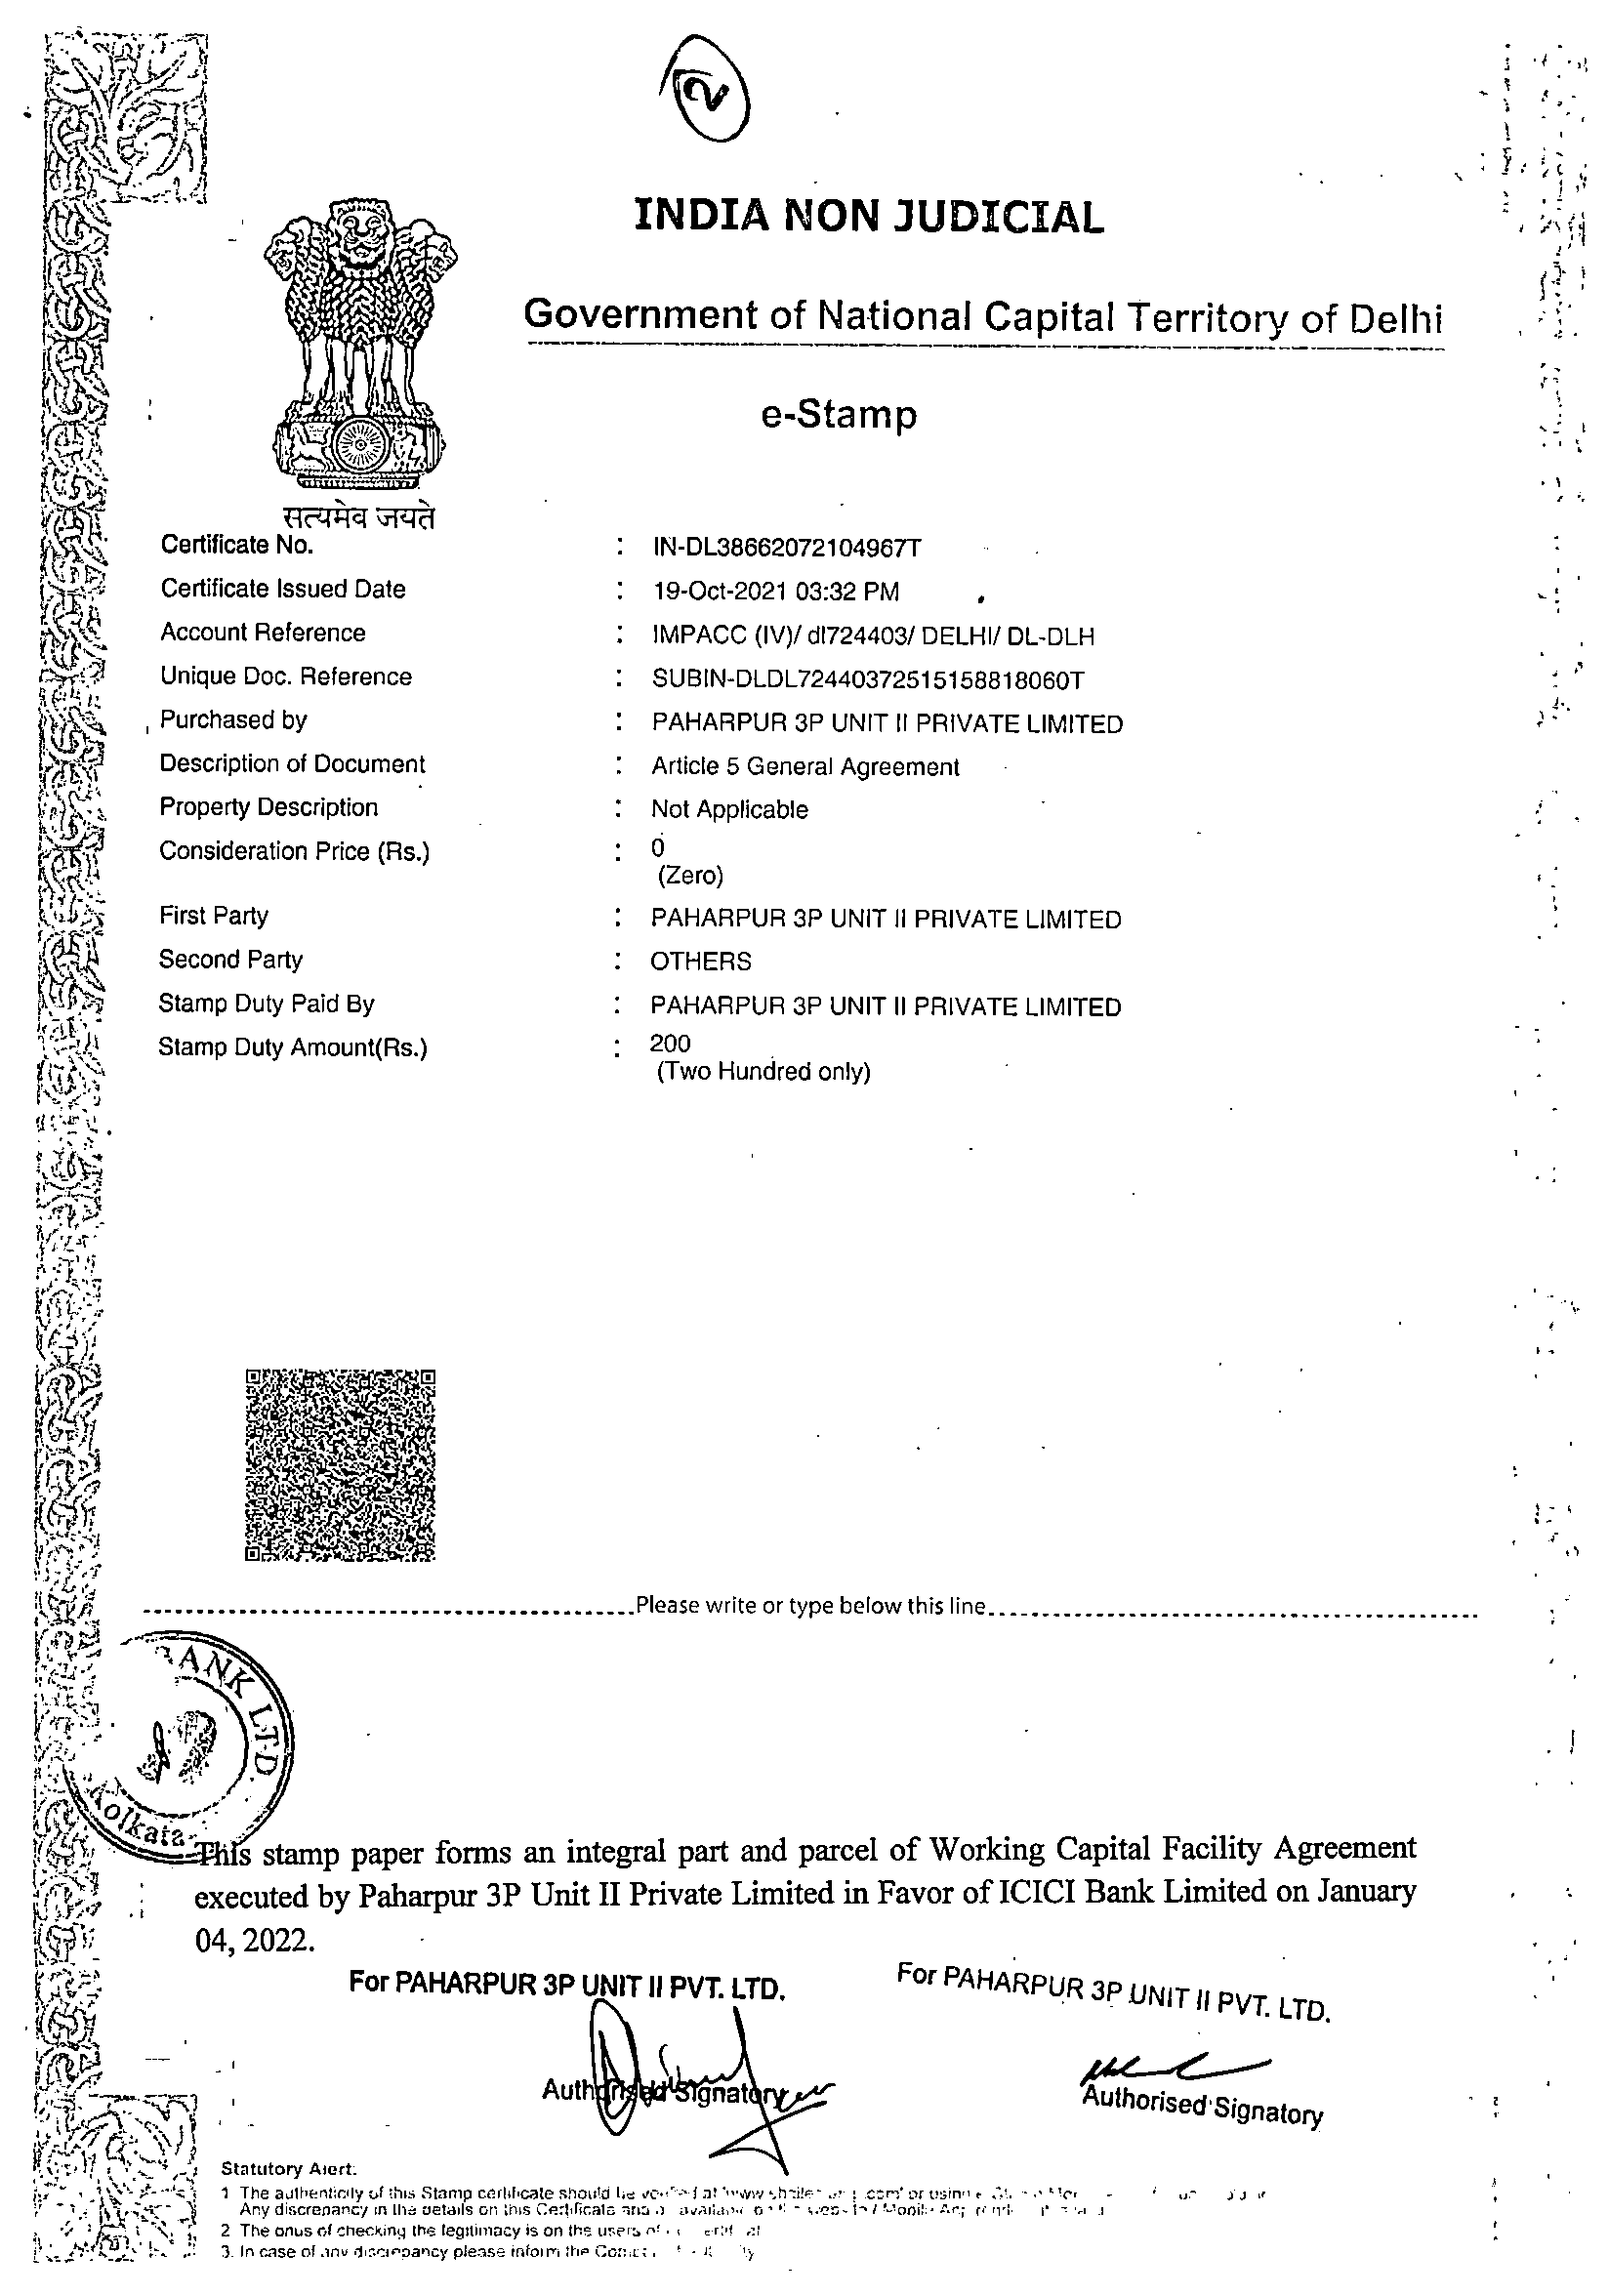 2
INDIA NON JUDICIAL
Government of National Capital Territory of Delhi
e-Stamp
सत्यमेव जयते
Certificate No. : IN-DL38662072104967T
Certificate Issued Date : 19-Oct-2021 03:32 PM
Account Reference : IMPACC (IV)/ dl724403/ DELHI/ DL-DLH
Unique Doc. Reference : SUBIN-DLDL72440372515158818060T
Purchased by : PAHARPUR 3P UNIT II PRIVATE LIMITED
Description of Document : Article 5 General Agreement
Property Description : Not Applicable
Consideration Price (Rs.) : 0
(Zero)
First Party : PAHARPUR 3P UNIT II PRIVATE LIMITED
Second Party : OTHERS
Stamp Duty Paid By : PAHARPUR 3P UNIT II PRIVATE LIMITED
Stamp Duty Amount(Rs.) : 200
(Two Hundred only)
Please write or type below this line
BANK LTD.
Kolkata
This stamp paper forms an integral part and parcel of Working Capital Facility Agreement
executed by Paharpur 3P Unit II Private Limited in Favor of ICICI Bank Limited on January
04, 2022.
For PAHARPUR 3P UNIT II PVT. LTD.
For PAHARPUR 3P UNIT II PVT. LTD.
Authorised Signatory
Authorised Signatory
Statutory Alert:
1 The authenticity of this Stamp certificate should be verified at
Any discrepancy in the details on this Certificate and
2 The onus of checking the legitimacy is on the users of
3. In case of any discrepancy please inform the